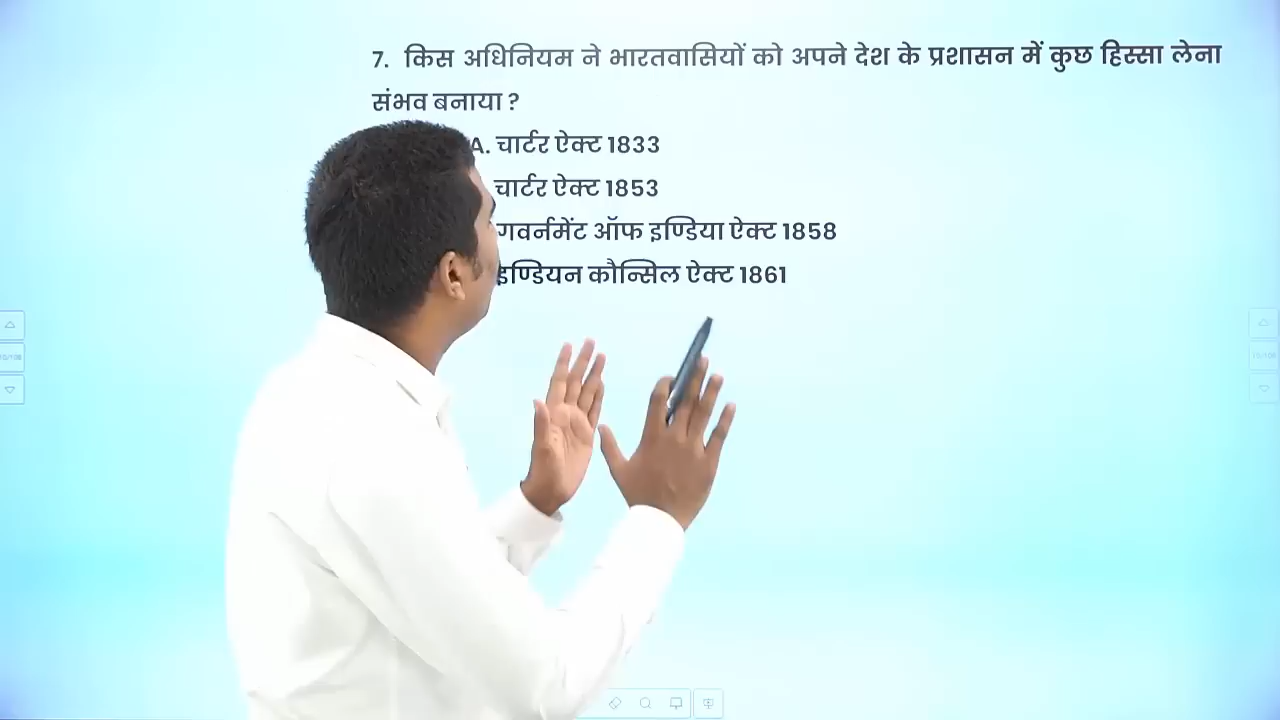 7. किस अधिनियम ने भारतवासियों को अपने देश के प्रशासन में कुछ हिस्सा लेना
संभव बनाया ?
A. चार्टर ऐक्ट 1833
चार्टर ऐक्ट 1853
गवर्नमेंट ऑफ इण्डिया ऐक्ट 1858
इण्डियन कौन्सिल ऐक्ट 1861